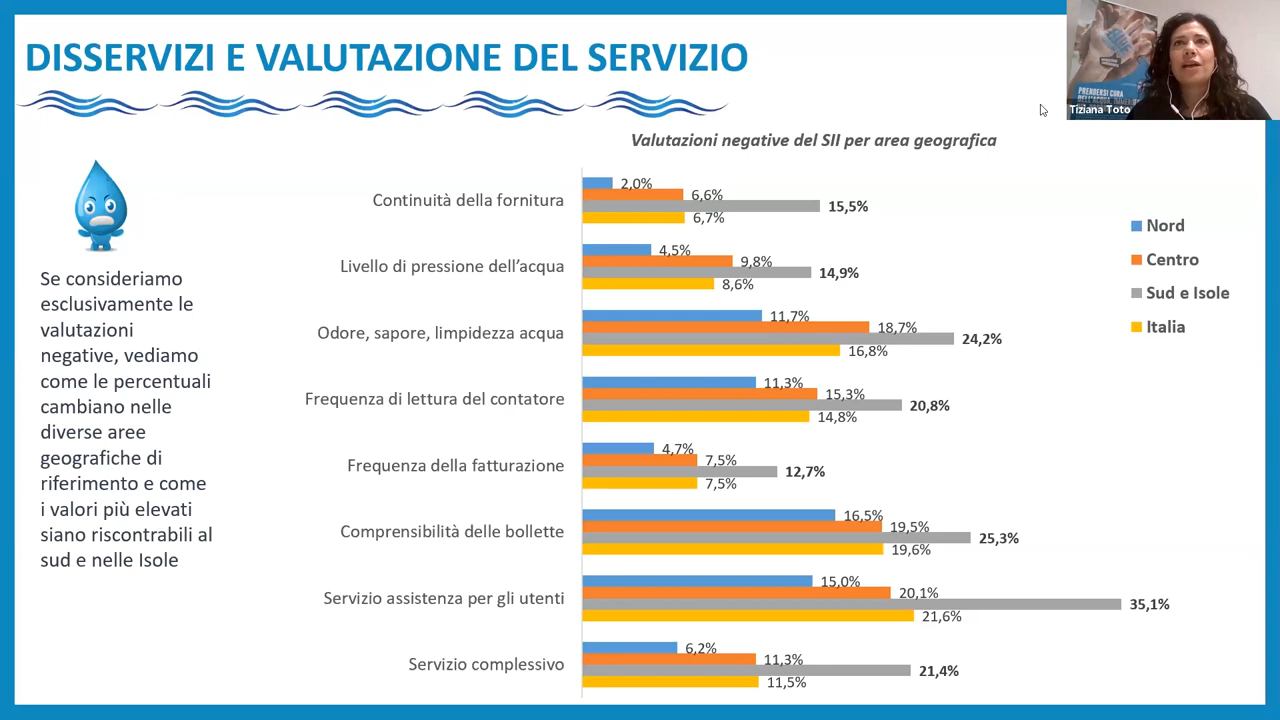 DISSERVIZI E VALUTAZIONE DEL SERVIZIO
PRENDERSI CURA
Tiziana Toto
Valutazioni negative del SII per area geografica
Se consideriamo
esclusivamente le
valutazioni
negative, vediamo
come le percentuali
cambiano nelle
diverse aree
geografiche di
riferimento e come
i valori più elevati
siano riscontrabili al
sud e nelle Isole
Continuità della fornitura
2,0%
6,6%
15,5%
6,7%
Livello di pressione dell'acqua
4,5%
9,8%
14,9%
8,6%
Odore, sapore, limpidezza acqua
11,7%
18,7%
24,2%
16,8%
Frequenza di lettura del contatore
11,3%
15,3%
20,8%
14,8%
Frequenza della fatturazione
4,7%
7,5%
12,7%
7,5%
Comprensibilità delle bollette
16,5%
19,5%
25,3%
19,6%
Servizio assistenza per gli utenti
15,0%
20,1%
35,1%
21,6%
Servizio complessivo
6,2%
11,3%
21,4%
11,5%
Nord
Centro
Sud e Isole
Italia